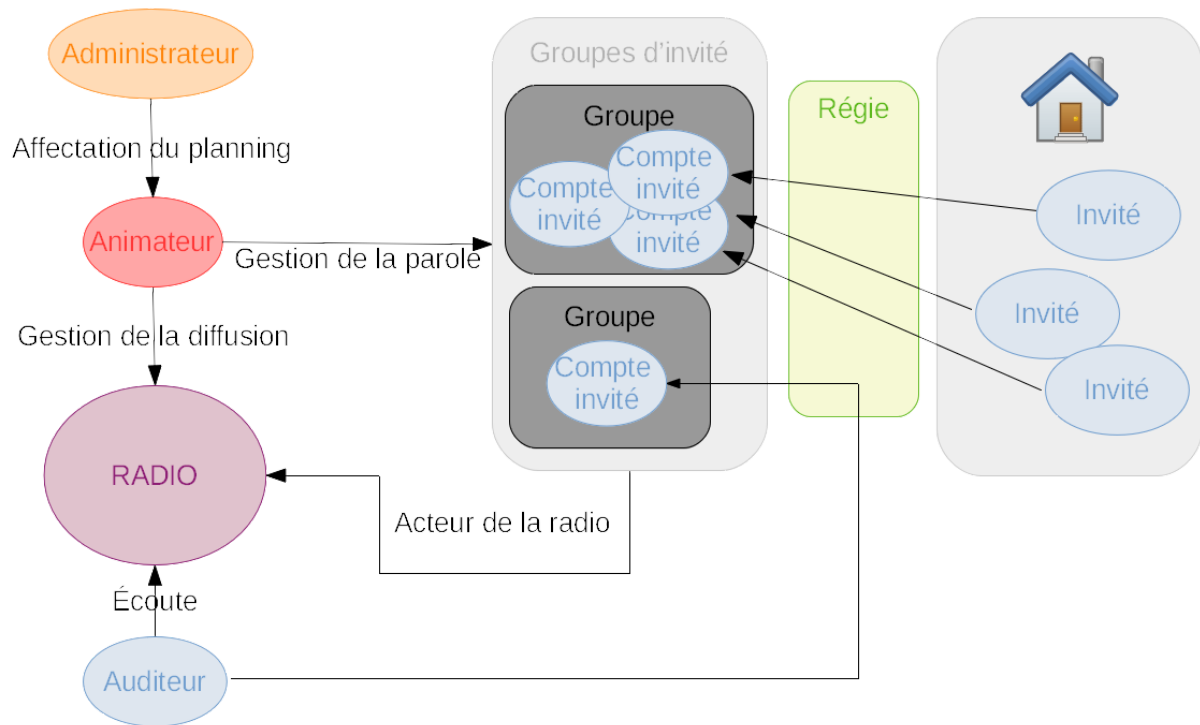 Administrateur
Affectation du planning
Animateur
Gestion de la parole
Gestion de la diffusion
RADIO
Écoute
Auditeur
Acteur de la radio
Groupes d'invité
Groupe
Compte
invité
Compte
invité
Compte
invité
Groupe
Compte
invité
Régie
Invité
Invité
Invité